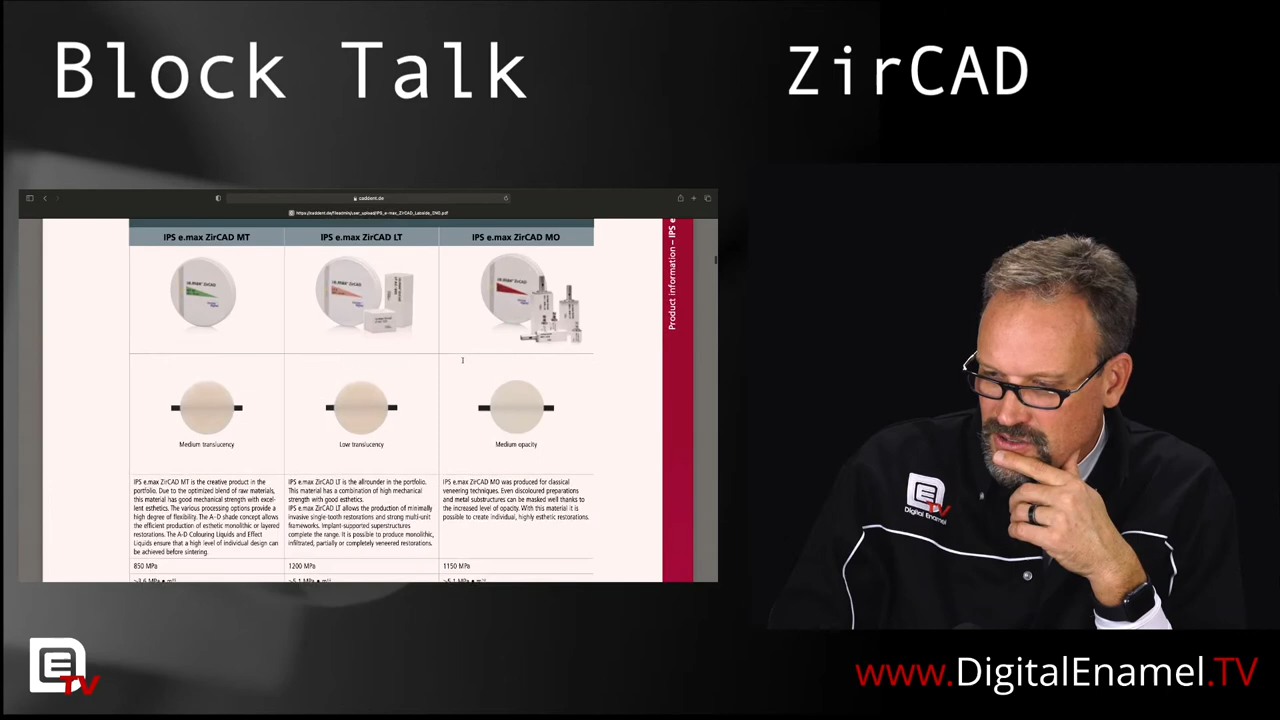 Block Talk
ZirCAD
caddent.de
Product information – IPS e
IPS e.max ZirCAD MT
IPS e.max ZirCAD LT
IPS e.max ZirCAD MO
Medium translucency
Low translucency
Medium opacity
IPS e.max ZirCAD MT is the creative product in the
portfolio. Due to the optimized blend of raw materials,
this material has good mechanical strength with excel-
lent esthetics. The various processing options provide a
high degree of flexibility. The A-D shade concept allows
the efficient production of esthetic monolithic or layered
restorations. The A-D Colouring Liquids and Effect
Liquids ensure that a high level of individual design can
be achieved before sintering.
IPS e.max ZirCAD LT is the allrounder in the portfolio.
This material has a combination of high mechanical
strength with good esthetics.
IPS e.max ZirCAD LT allows the production of minimally
invasive single-tooth restorations and strong multi-unit
frameworks. Implant-supported superstructures
complete the range. It is possible to produce monolithic,
infiltrated, partially or completely veneered restorations.
IPS e.max ZirCAD MO was produced for classical
veneering techniques. Even discoloured preparations
and metal substructures can be masked well thanks to
the increased level of opacity. With this material it is
possible to create individual, highly esthetic restorations.
850 MPa
1200 MPa
1150 MPa
Digital Enamel
TV
www.DigitalEnamel.TV